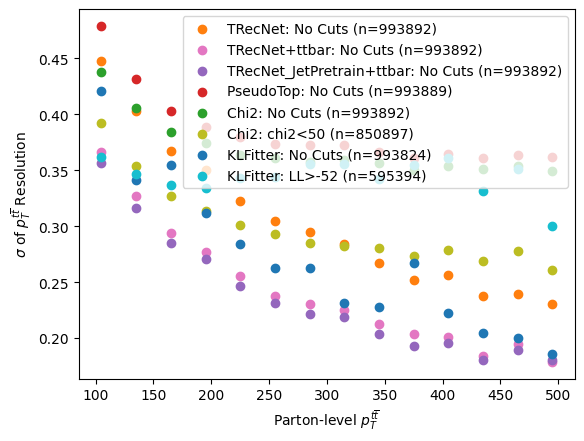 TRecNet: No Cuts (n=993892)
TRecNet+ttbar: No Cuts (n=993892)
TRecNet_JetPretrain+ttbar: No Cuts (n=993892)
PseudoTop: No Cuts (n=993889)
Chi2: No Cuts (n=993892)
Chi2: chi2<50 (n=850897)
KLFitter: No Cuts (n=993824)
KLFitter: LL>-52 (n=595394)
σ of p_T^{tt̅} Resolution
0.45
0.40
0.35
0.30
0.25
0.20
100 150 200 250 300 350 400 450 500
Parton-level p_T^{tt̅}